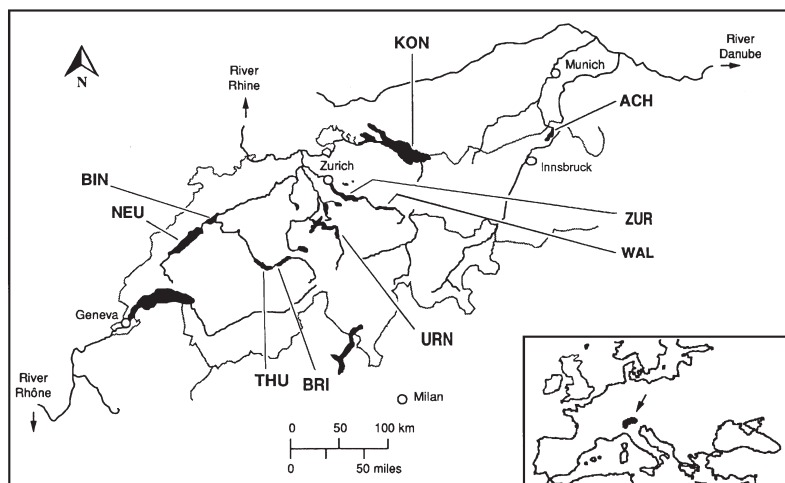 KON
River
Danube
Munich
River
Rhine
N
ACH
Zurich
Innsbruck
BIN
NEU
ZUR
WAL
Geneva
URN
THU
BRI
River
Rhône
Milan
0 50 100 km
0 50 miles